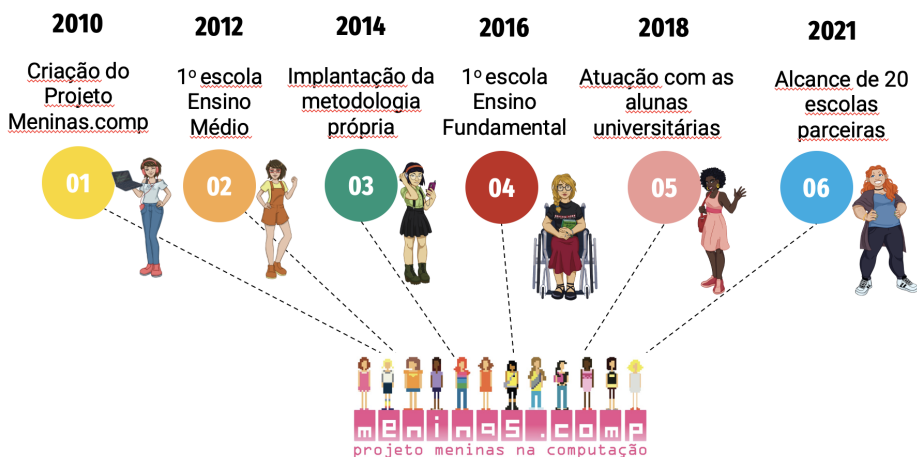 2010
Criação do
Projeto
Meninas.comp
01
2012
1º escola
Ensino
Médio
02
2014
Implantação da
metodologia
própria
03
2016
1º escola
Ensino
Fundamental
04
2018
Atuação com as
alunas
universitárias
05
2021
Alcance de 20
escolas
parceiras
06
meninas.comp
projeto meninas na computação